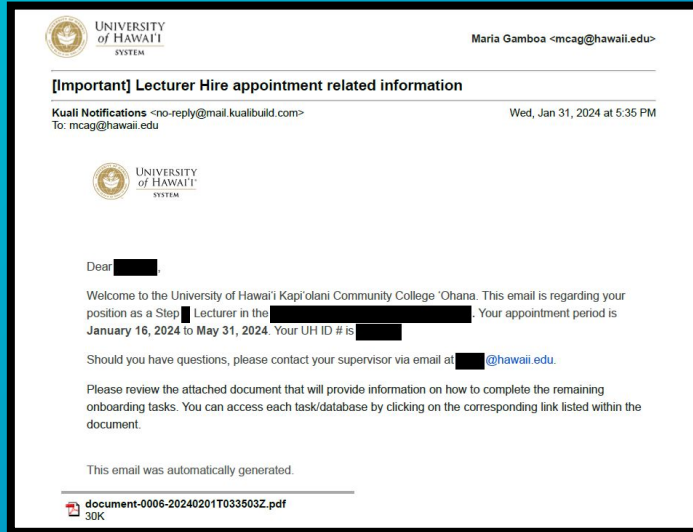 UNIVERSITY
of HAWAI'I
SYSTEM
Maria Gamboa <mcag@hawaii.edu>
[Important] Lecturer Hire appointment related information
Kuali Notifications <no-reply@mail.kualibuild.com>
Wed, Jan 31, 2024 at 5:35 PM
To: mcag@hawaii.edu
UNIVERSITY
of HAWAI'I
SYSTEM
Dear ,
Welcome to the University of Hawai'i Kapi'olani Community College 'Ohana. This email is regarding your
position as a Step Lecturer in the . Your appointment period is
January 16, 2024 to May 31, 2024. Your UH ID # is
Should you have questions, please contact your supervisor via email at @hawaii.edu.
Please review the attached document that will provide information on how to complete the remaining
onboarding tasks. You can access each task/database by clicking on the corresponding link listed within the
document.
This email was automatically generated.
document-0006-20240201T033503Z.pdf
30K